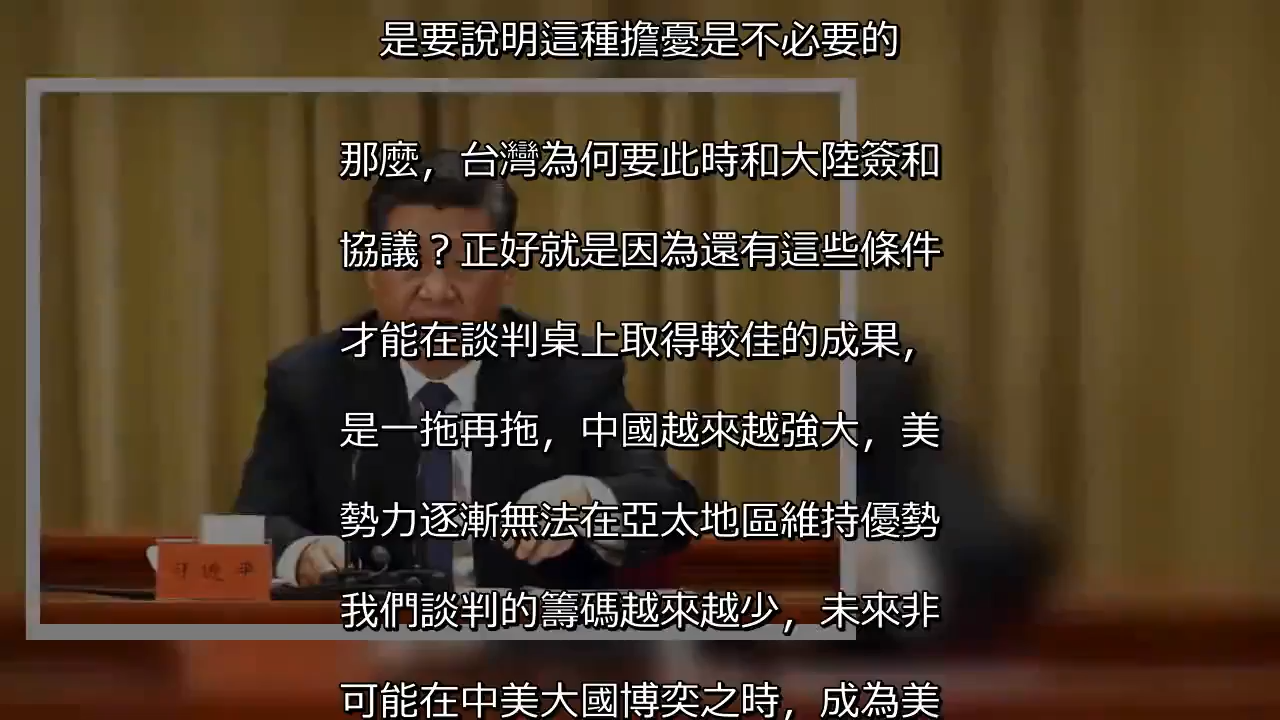 是要說明這種擔憂是不必要的
那麼，台灣為何要此時和大陸簽和
協議？正好就是因為還有這些條件
才能在談判桌上取得較佳的成果，
是一拖再拖，中國越來越強大，美
勢力逐漸無法在亞太地區維持優勢
我們談判的籌碼越來越少，未來非
可能在中美大國博奕之時，成為美
习近平